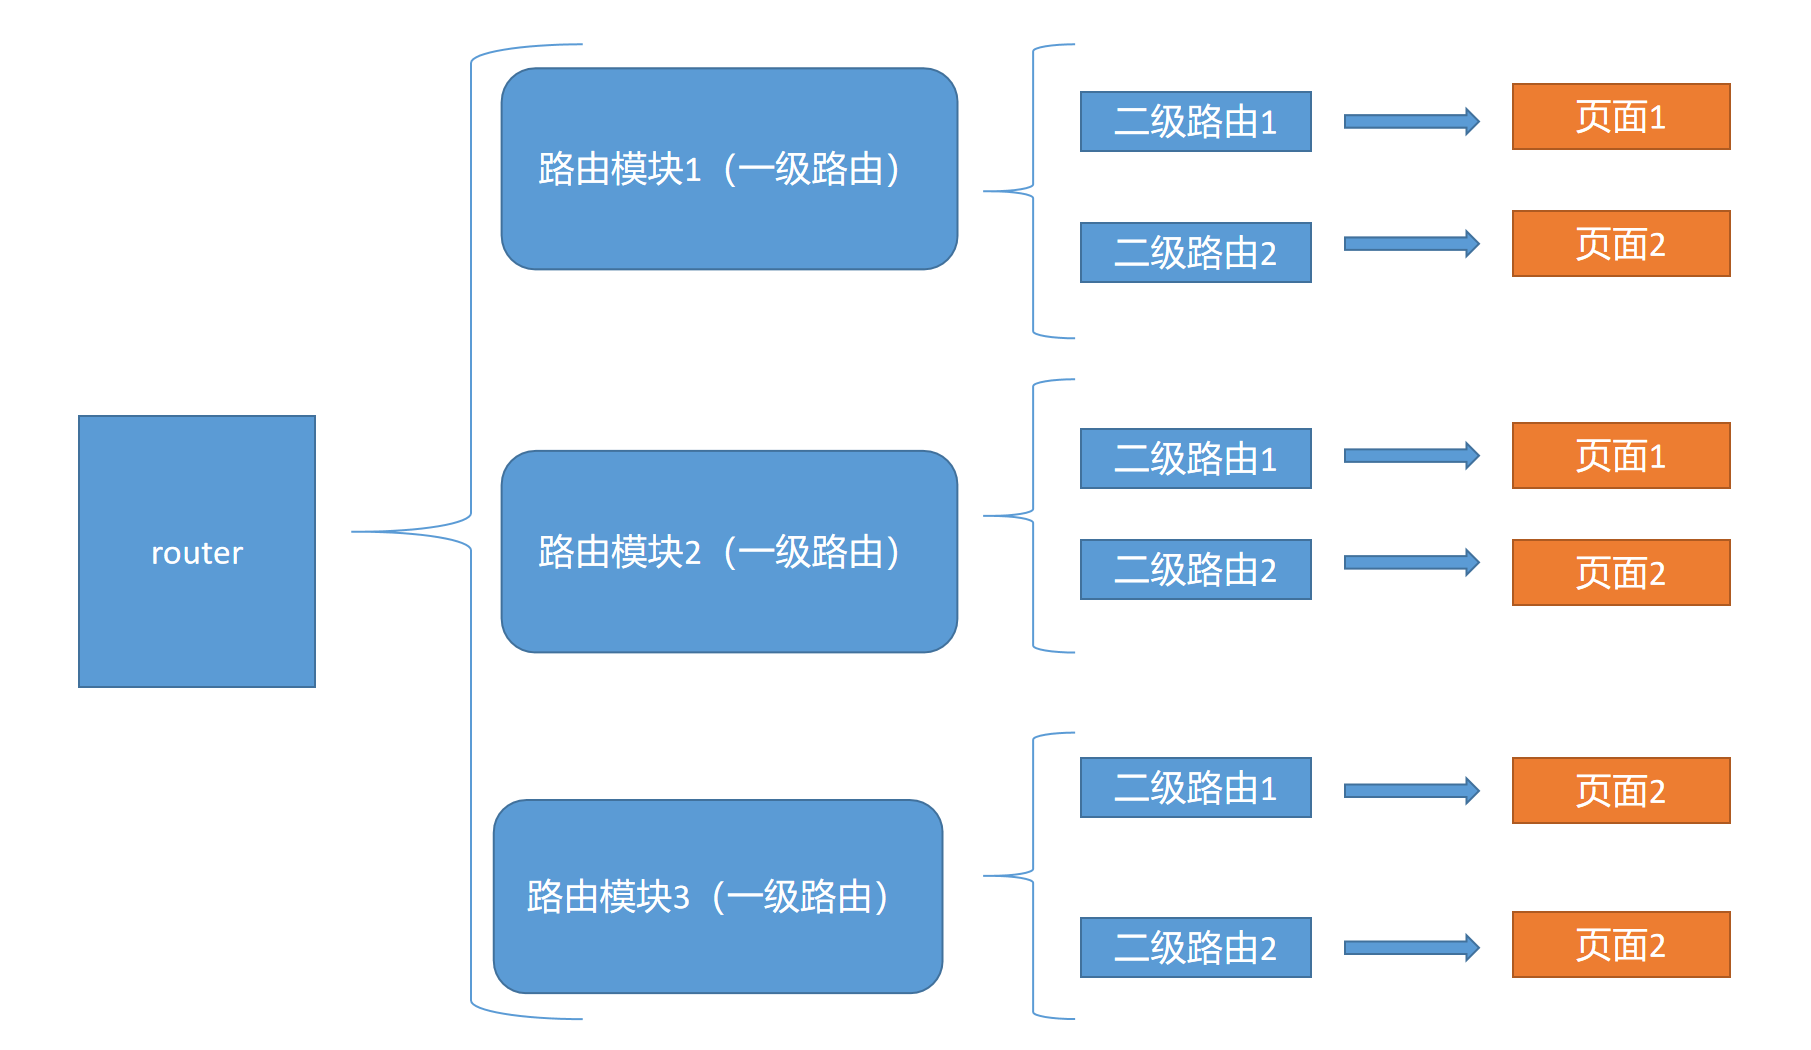 router
路由模块1（一级路由）
二级路由1
页面1
二级路由2
页面2
路由模块2（一级路由）
二级路由1
页面1
二级路由2
页面2
路由模块3（一级路由）
二级路由1
页面2
二级路由2
页面2